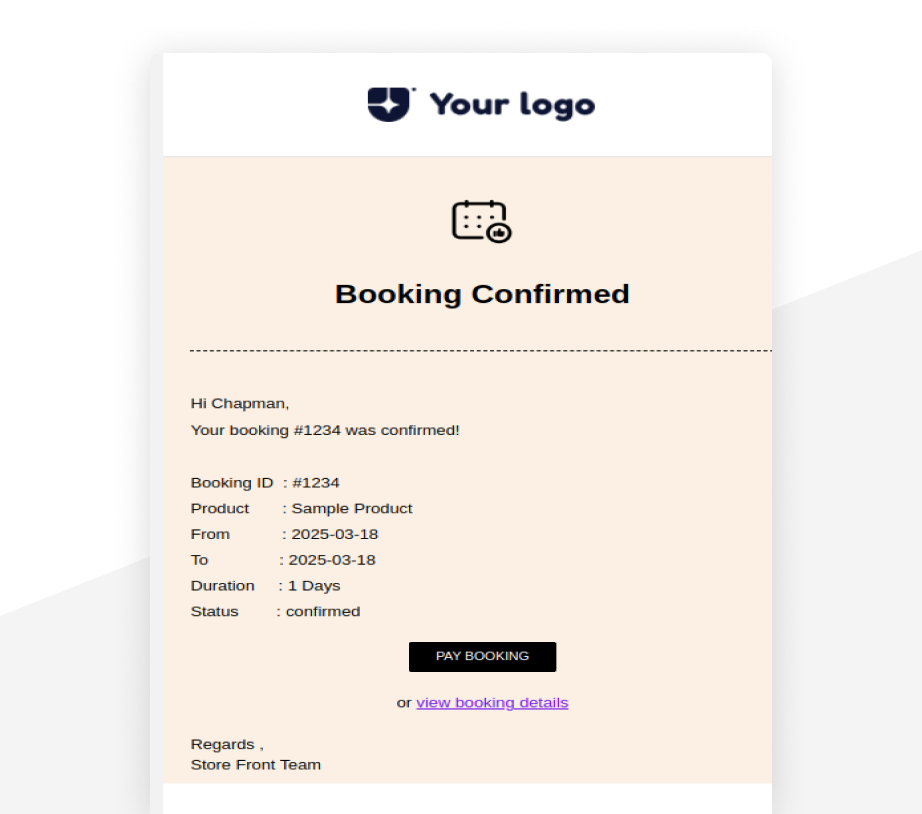 Your logo
Booking Confirmed
Hi Chapman,
Your booking #1234 was confirmed!
Booking ID : #1234
Product : Sample Product
From : 2025-03-18
To : 2025-03-18
Duration : 1 Days
Status : confirmed
PAY BOOKING
or view booking details
Regards ,
Store Front Team